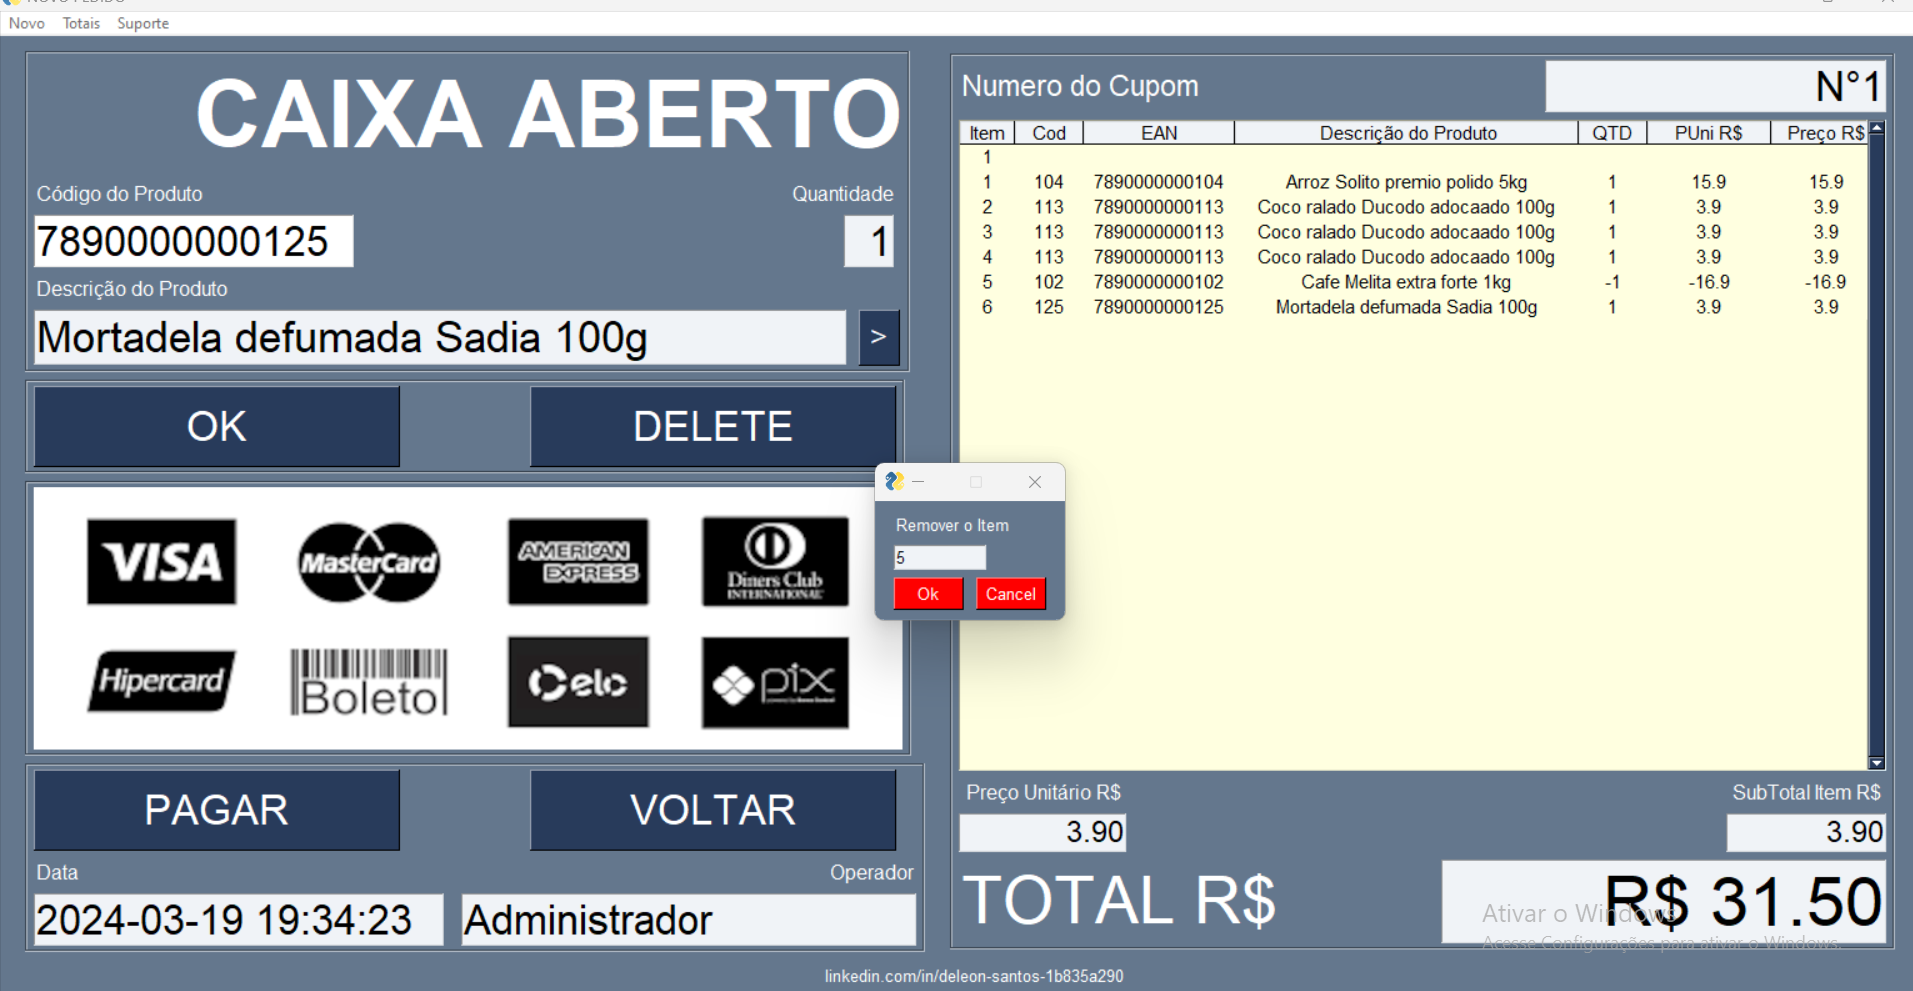 Novo Totais Suporte
CAIXA ABERTO
Código do Produto Quantidade
7890000000125 1
Descrição do Produto
Mortadela defumada Sadia 100g >
OK DELETE
VISA MasterCard AMERICAN EXPRESS Diners Club INTERNATIONAL
Hipercard Boleto elo pix
PAGAR VOLTAR
Data Operador
2024-03-19 19:34:23 Administrador
Numero do Cupom N°1
Item Cod EAN Descrição do Produto QTD PUni R$ Preço R$
1
1 104 7890000000104 Arroz Solito premio polido 5kg 1 15.9 15.9
2 113 7890000000113 Coco ralado Ducodo adocaado 100g 1 3.9 3.9
3 113 7890000000113 Coco ralado Ducodo adocaado 100g 1 3.9 3.9
4 113 7890000000113 Coco ralado Ducodo adocaado 100g 1 3.9 3.9
5 102 7890000000102 Cafe Melita extra forte 1kg -1 -16.9 -16.9
6 125 7890000000125 Mortadela defumada Sadia 100g 1 3.9 3.9
Remover o Item
5
Ok Cancel
Preço Unitário R$ SubTotal Item R$
3.90 3.90
TOTAL R$ R$ 31.50
Ativar o Windows
Acesse Configurações para ativar o Windows.
linkedin.com/in/deleon-santos-1b835a290